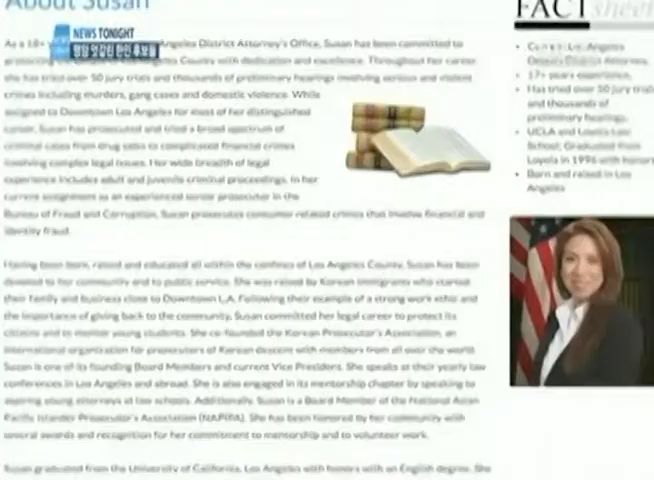 About Susan
NEWS TONIGHT
명암 엇갈린 한인 후보들
As a 18+ Angeles District Attorney's Office, Susan has been committed to
County with dedication and excellence. Throughout her career
she has tried over 50 jury trials and thousands of preliminary hearings involving serious and violent
crimes including murders, gang cases and domestic violence. While
assigned to Downtown Los Angeles for most of her distinguished
career, Susan has prosecuted and tried a broad spectrum of
criminal cases from drug sales to complicated financial crimes
involving complex legal issues. Her wide breadth of legal
experience includes adult and juvenile criminal proceedings. In her
current assignment as an experienced senior prosecutor in the
Bureau of Fraud and Corruption, Susan prosecutes consumer related crimes that involve financial and
identity fraud.
Having been born, raised and educated all within the confines of Los Angeles County, Susan has been
devoted to her community and to public service. She was raised by Korean immigrants who started
their family and business close to Downtown L.A. Following their example of a strong work ethic and
the importance of giving back to the community, Susan committed her legal career to protect its
citizens and to mentor young students. She co-founded the Korean Prosecutor's Association, an
international organization for prosecutors of Korean descent with members from all over the world.
Susan is one of its founding Board Members and current Vice President. She speaks at their yearly law
conferences in Los Angeles and abroad. She is also engaged in its mentorship chapter by speaking to
aspiring young attorneys at law schools. Additionally, Susan is a Board Member of the National Asian
Pacific Islander Prosecutor's Association (NAPIPA). She has been honored by her community with
several awards and recognition for her commitment to mentorship and to volunteer work.
Susan graduated from the University of California, Los Angeles with honors with an English degree. She
FACT sheet
• Los Angeles
Deputy District Attorney
• 17+ years experience.
• Has tried over 50 jury trials
and thousands of
preliminary hearings.
• UCLA and Loyola Law
School. Graduated from
Loyola in 1996 with honors
• Born and raised in Los
Angeles